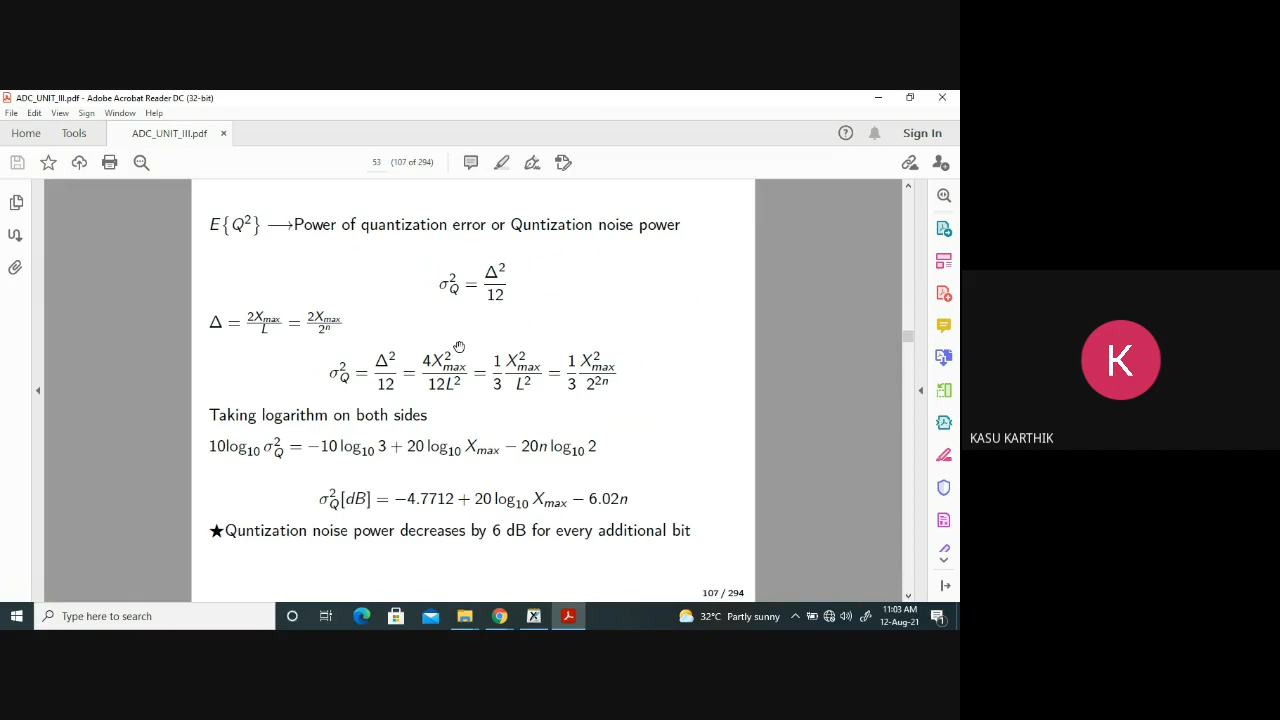 ADC_UNIT_III.pdf - Adobe Acrobat Reader DC (32-bit)
File Edit View Sign Window Help
Home Tools ADC_UNIT_III.pdf × Sign In
53 (107 of 294)
E{Q²} ⟶Power of quantization error or Quntization noise power
σ²_Q = Δ²/12
Δ = 2X_max/L = 2X_max/2ⁿ
σ²_Q = Δ²/12 = 4X²_max/12L² = 1/3 X²_max/L² = 1/3 X²_max/2²ⁿ
Taking logarithm on both sides
10log₁₀ σ²_Q = −10 log₁₀ 3 + 20 log₁₀ X_max − 20n log₁₀ 2
σ²_Q[dB] = −4.7712 + 20 log₁₀ X_max − 6.02n
★Quntization noise power decreases by 6 dB for every additional bit
107 / 294
K
KASU KARTHIK
Type here to search
32°C Partly sunny
11:03 AM
12-Aug-21
1